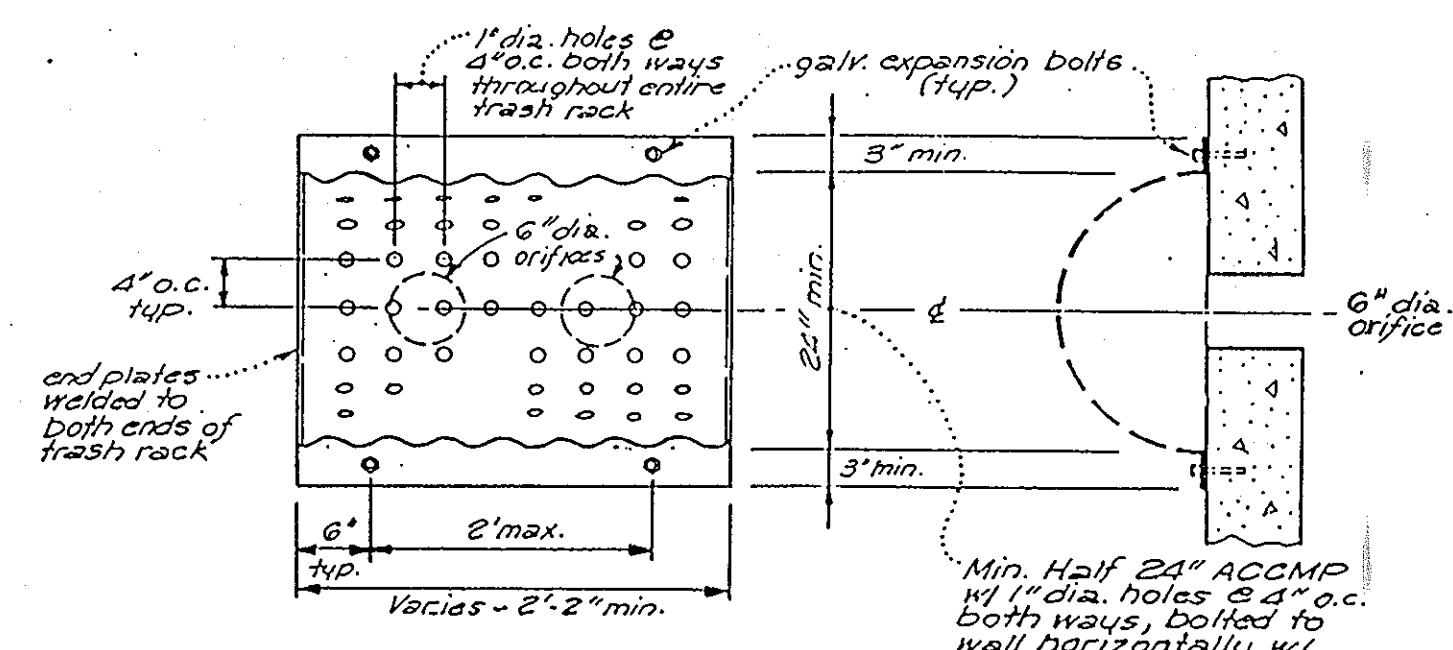 1" dia. holes @
4" o.c. both ways
throughout entire
trash rack
galv. expansion bolts
(typ.)
3" min.
6" dia.
orifices
4" o.c.
typ.
24" min.
℄
6" dia.
orifice
end plates
welded to
both ends of
trash rack
3" min.
6"
typ.
2' max.
Varies - 2'-2" min.
Min. Half 24" ACCMP
w/ 1" dia. holes @ 4" o.c.
both ways, bolted to
wall horizontally w/